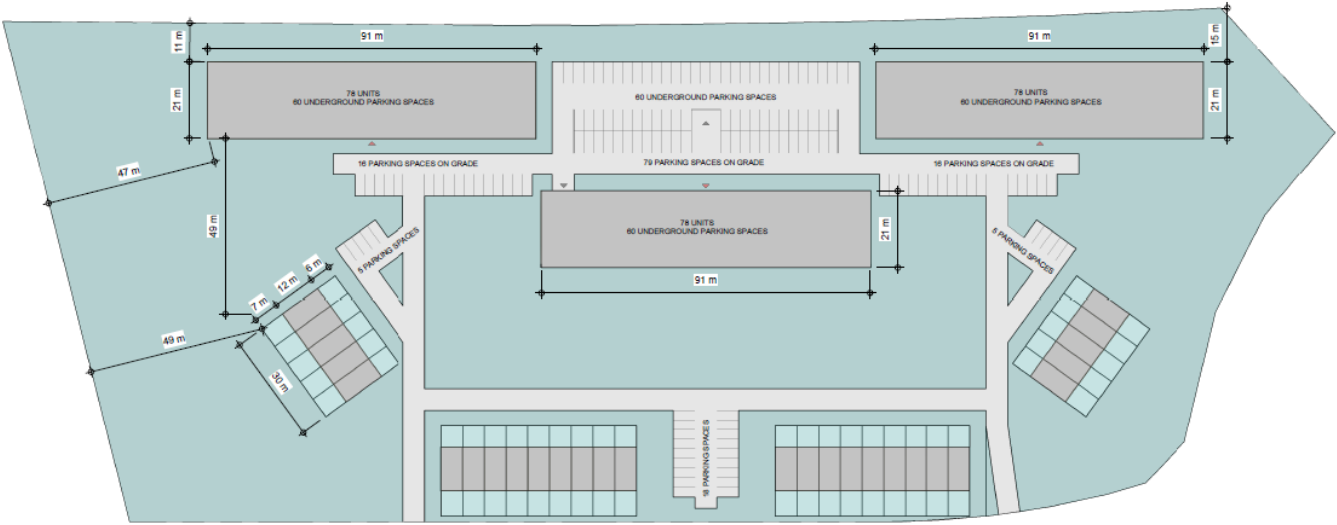 91 m
91 m
11 m
15 m
78 UNITS
60 UNDERGROUND PARKING SPACES
60 UNDERGROUND PARKING SPACES
78 UNITS
60 UNDERGROUND PARKING SPACES
21 m
21 m
16 PARKING SPACES ON GRADE
79 PARKING SPACES ON GRADE
16 PARKING SPACES ON GRADE
47 m
49 m
78 UNITS
60 UNDERGROUND PARKING SPACES
21 m
5 PARKING SPACES
5 PARKING SPACES
91 m
6 m
12 m
7 m
49 m
30 m
18 PARKING SPACES